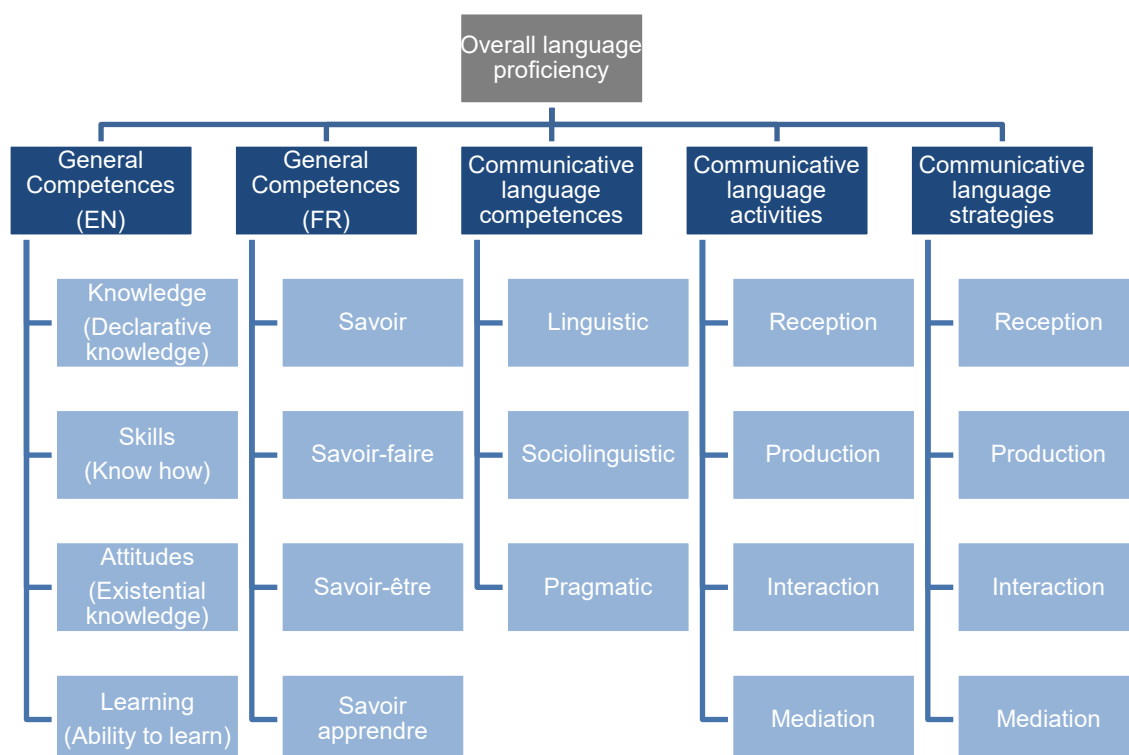 Overall language
proficiency
General
Competences
(EN)
General
Competences
(FR)
Communicative
language
competences
Communicative
language
activities
Communicative
language
strategies
Knowledge
(Declarative
knowledge)
Savoir
Linguistic
Reception
Reception
Skills
(Know how)
Savoir-faire
Sociolinguistic
Production
Production
Attitudes
(Existential
knowledge)
Savoir-être
Pragmatic
Interaction
Interaction
Learning
(Ability to learn)
Savoir
apprendre
Mediation
Mediation